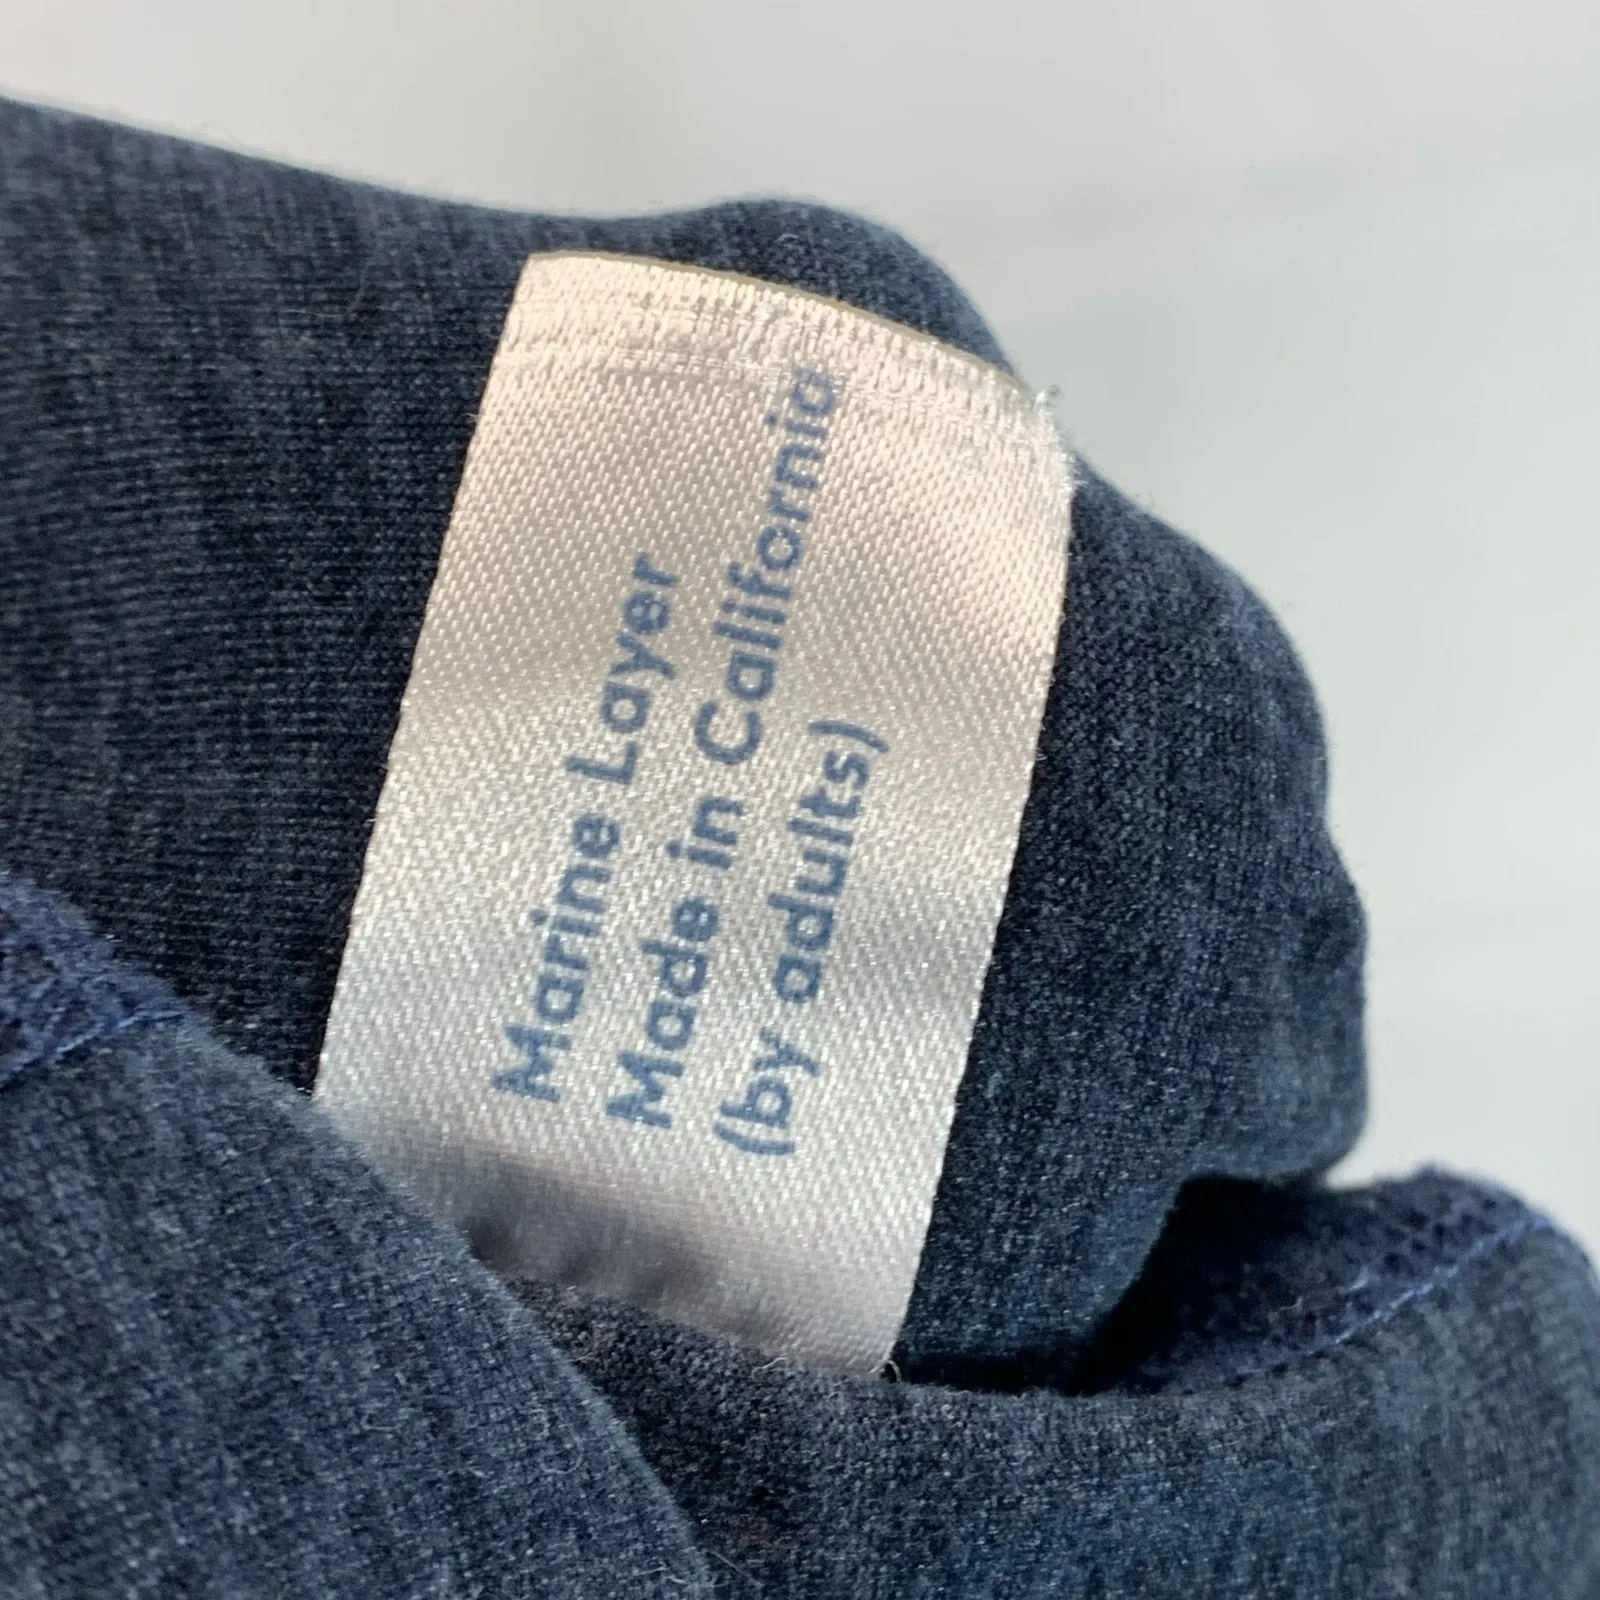 Marine Layer
Made in California
(by adults)